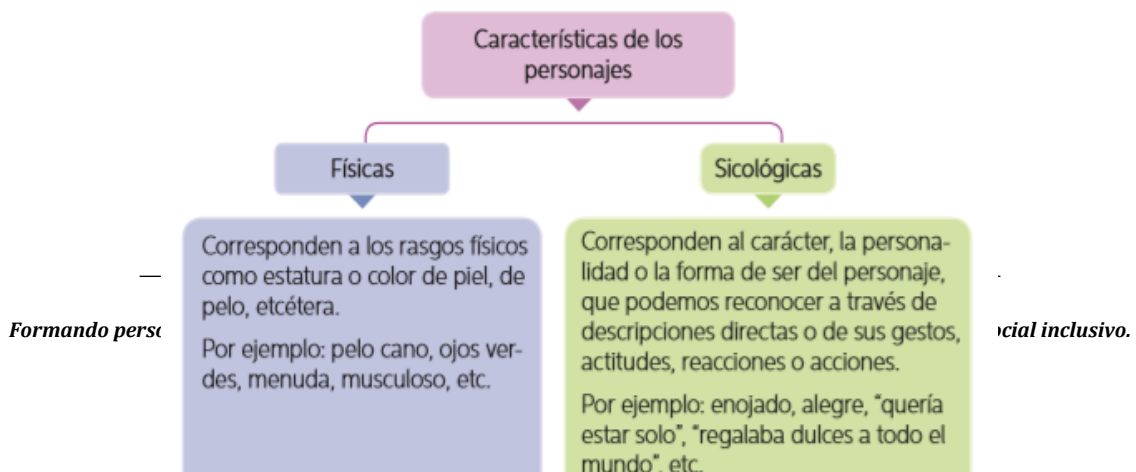 Características de los
personajes
Físicas
Sicológicas
Corresponden a los rasgos físicos
como estatura o color de piel, de
pelo, etcétera.
Por ejemplo: pelo cano, ojos ver-
des, menuda, musculoso, etc.
Corresponden al carácter, la persona-
lidad o la forma de ser del personaje,
que podemos reconocer a través de
descripciones directas o de sus gestos,
actitudes, reacciones o acciones.
Por ejemplo: enojado, alegre, “quería
estar solo”, “regalaba dulces a todo el
mundo”, etc.
Formando
inclusivo.